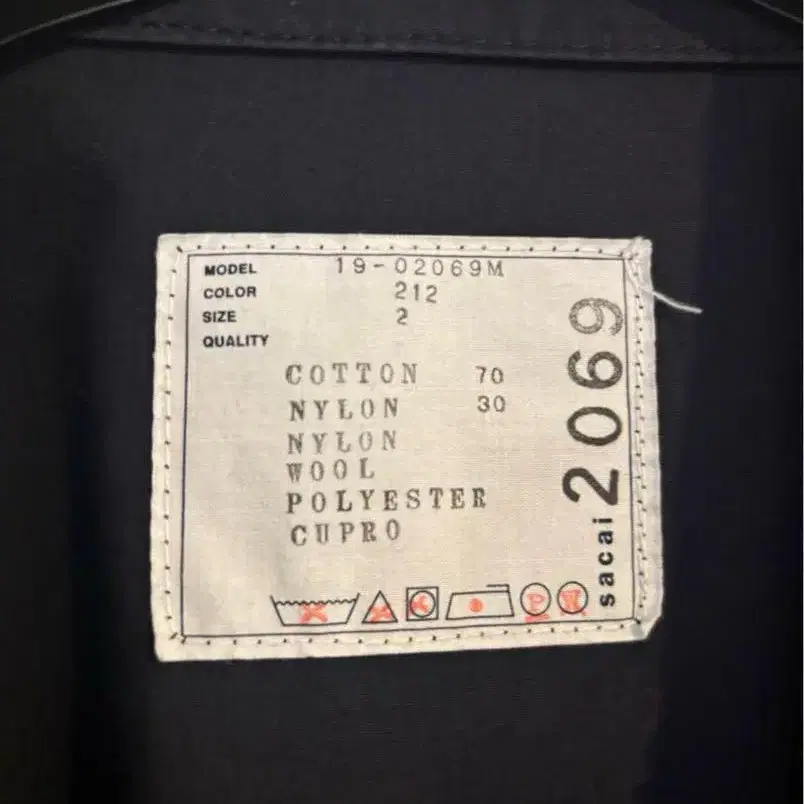 MODEL 19-02069M
COLOR 212
SIZE 2
QUALITY
COTTON 70
NYLON 30
NYLON
WOOL
POLYESTER
CUPRO
P W
sacai 2069